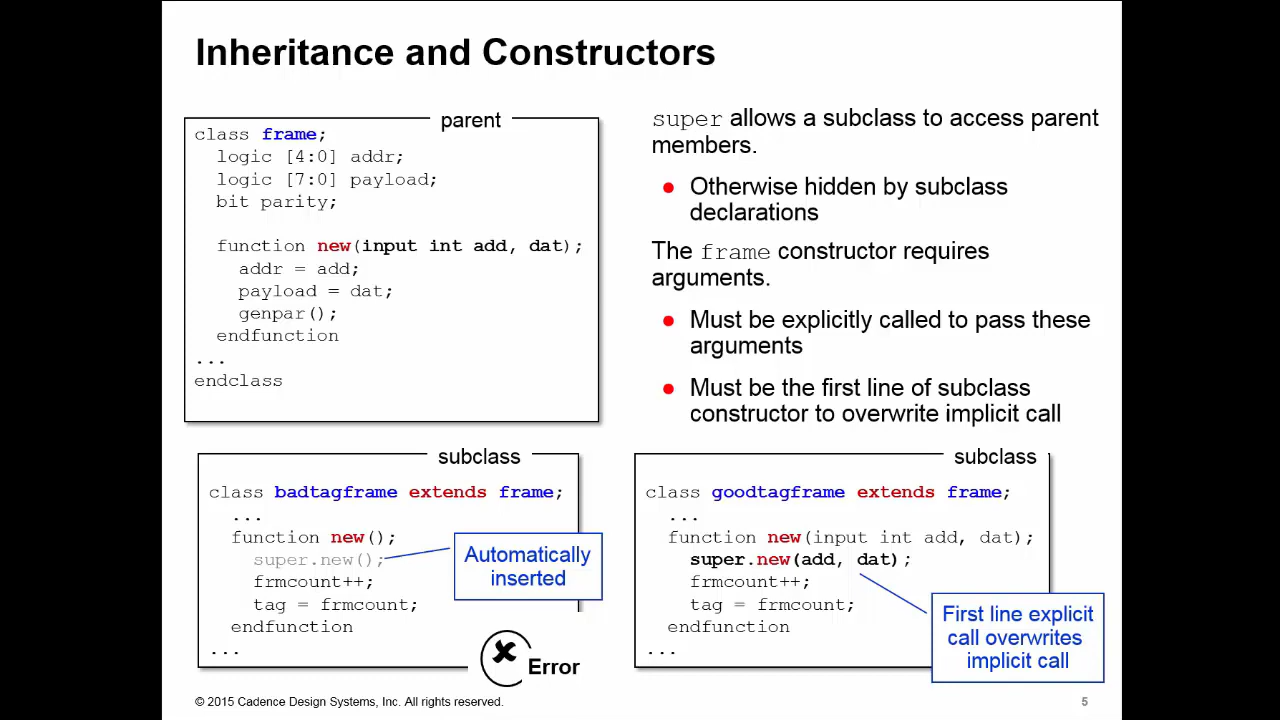 Inheritance and Constructors
parent
class frame;
logic [4:0] addr;
logic [7:0] payload;
bit parity;
function new(input int add, dat);
addr = add;
payload = dat;
genpar();
endfunction
...
endclass
super allows a subclass to access parent
members.
● Otherwise hidden by subclass
declarations
The frame constructor requires
arguments.
● Must be explicitly called to pass these
arguments
● Must be the first line of subclass
constructor to overwrite implicit call
subclass
class badtagframe extends frame;
...
function new();
super.new();
frmcount++;
tag = frmcount;
endfunction
...
Automatically
inserted
Error
subclass
class goodtagframe extends frame;
...
function new(input int add, dat);
super.new(add, dat);
frmcount++;
tag = frmcount;
endfunction
...
First line explicit
call overwrites
implicit call
© 2015 Cadence Design Systems, Inc. All rights reserved.
5